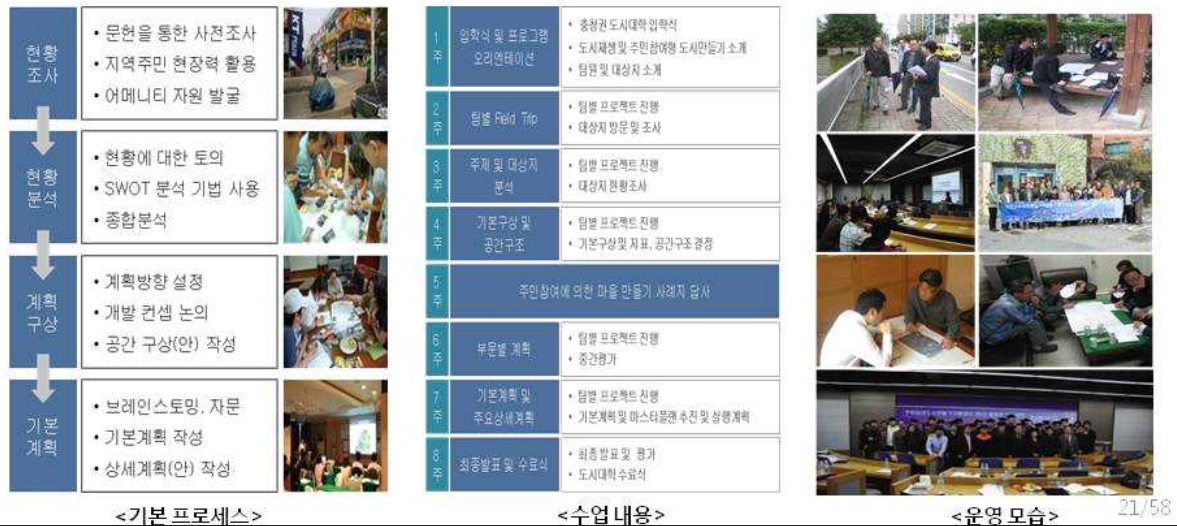 현황
조사
• 문헌을 통한 사전조사
• 지역주민 현장력 활용
• 어메니티 자원 발굴
현황
분석
• 현황에 대한 토의
• SWOT 분석 기법 사용
• 종합분석
계획
구상
• 계획방향 설정
• 개발 컨셉 논의
• 공간 구상(안) 작성
기본
계획
• 브레인스토밍, 자문
• 기본계획 작성
• 상세계획(안) 작성
<기본 프로세스>
1
주
입학식 및 프로그램
오리엔테이션
• 충청권 도시대학 입학식
• 도시재생 및 주민참여형 도시만들기 소개
• 팀원 및 대상지 소개
2
주
팀별 Field Trip
• 팀별 프로젝트 진행
• 대상지 방문 및 조사
3
주
주제 및 대상지
분석
• 팀별 프로젝트 진행
• 대상지 현황조사
4
주
기본구상 및
공간구조
• 팀별 프로젝트 진행
• 기본구상 및 지표, 공간구조 결정
5
주
주민참여에 의한 마을 만들기 사례지 답사
6
주
부문별 계획
• 팀별 프로젝트 진행
• 중간평가
7
주
기본계획 및
주요상세계획
• 팀별 프로젝트 진행
• 기본계획 및 마스터플랜 추진 및 실행계획
8
주
최종발표 및 수료식
• 최종 발표 및 평가
• 도시대학 수료식
<수업 내용>
KT
<운영 모습>
21/58